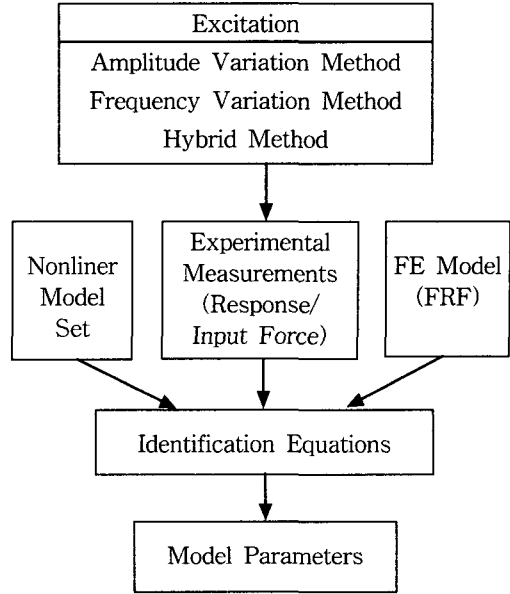 Excitation
Amplitude Variation Method
Frequency Variation Method
Hybrid Method
Nonliner
Model
Set
Experimental
Measurements
(Response/
Input Force)
FE Model
(FRF)
Identification Equations
Model Parameters